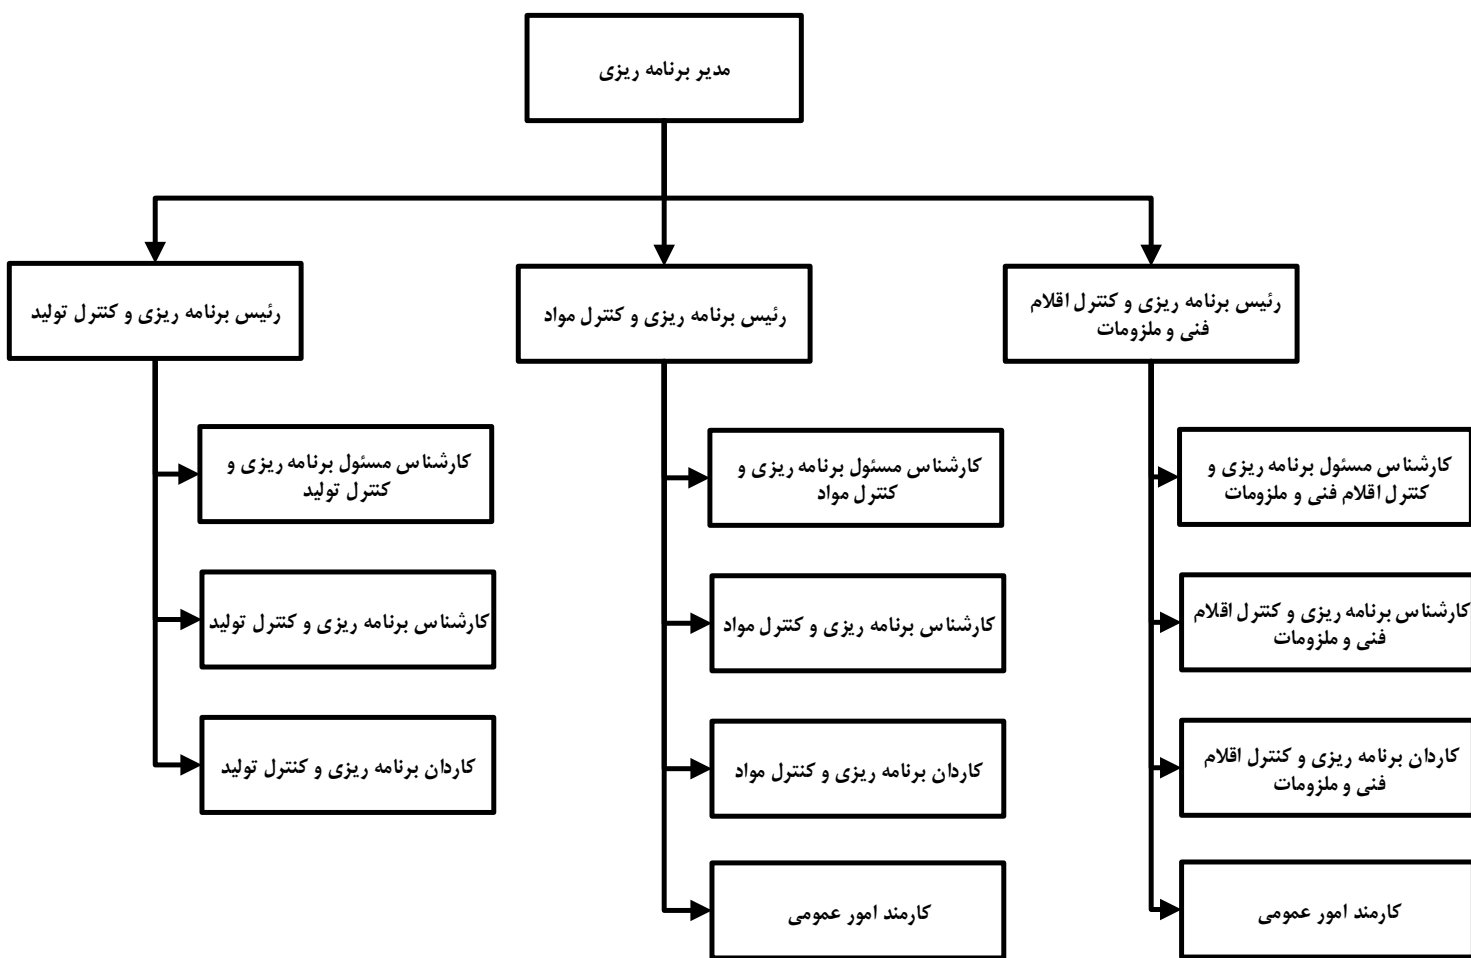 مدیر برنامه ریزی
رئیس برنامه ریزی و کنترل اقلام
فنی و ملزومات
رئیس برنامه ریزی و کنترل مواد
رئیس برنامه ریزی و کنترل تولید
کارشناس مسئول برنامه ریزی و
کنترل اقلام فنی و ملزومات
کارشناس مسئول برنامه ریزی و
کنترل مواد
کارشناس مسئول برنامه ریزی و
کنترل تولید
کارشناس برنامه ریزی و کنترل اقلام
فنی و ملزومات
کارشناس برنامه ریزی و کنترل مواد
کارشناس برنامه ریزی و کنترل تولید
کاردان برنامه ریزی و کنترل اقلام
فنی و ملزومات
کاردان برنامه ریزی و کنترل مواد
کاردان برنامه ریزی و کنترل تولید
کارمند امور عمومی
کارمند امور عمومی